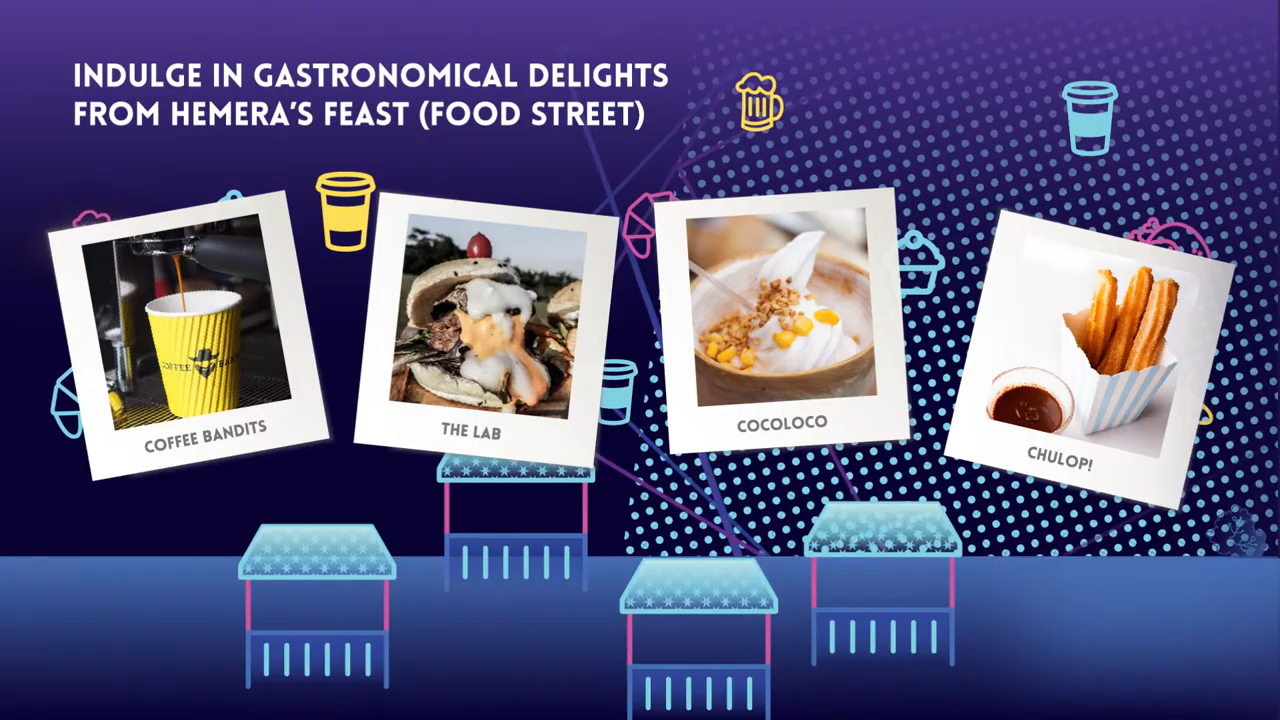 INDULGE IN GASTRONOMICAL DELIGHTS
FROM HEMERA'S FEAST (FOOD STREET)
COFFEE BANDITS
THE LAB
COCOLOCO
CHULOP!